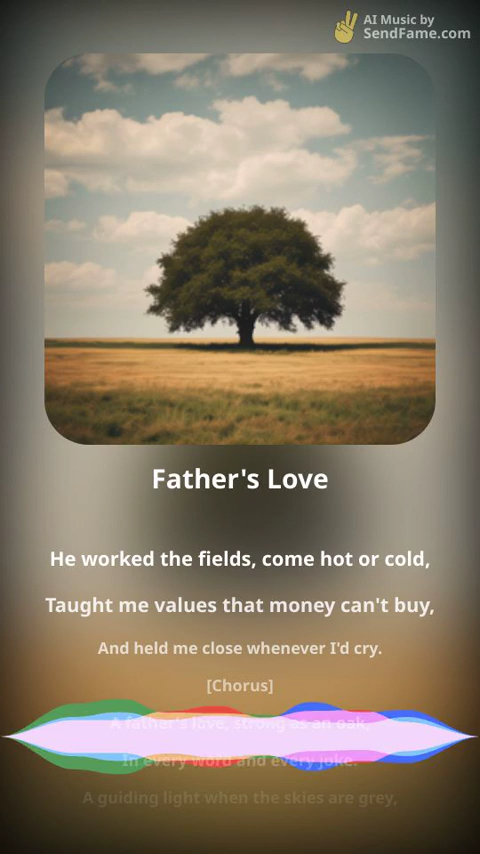 AI Music by
SendFame.com
Father's Love
He worked the fields, come hot or cold,
Taught me values that money can't buy,
And held me close whenever I'd cry.
[Chorus]
A father's love, strong as an oak,
In every word and every joke.
A guiding light when the skies are grey,